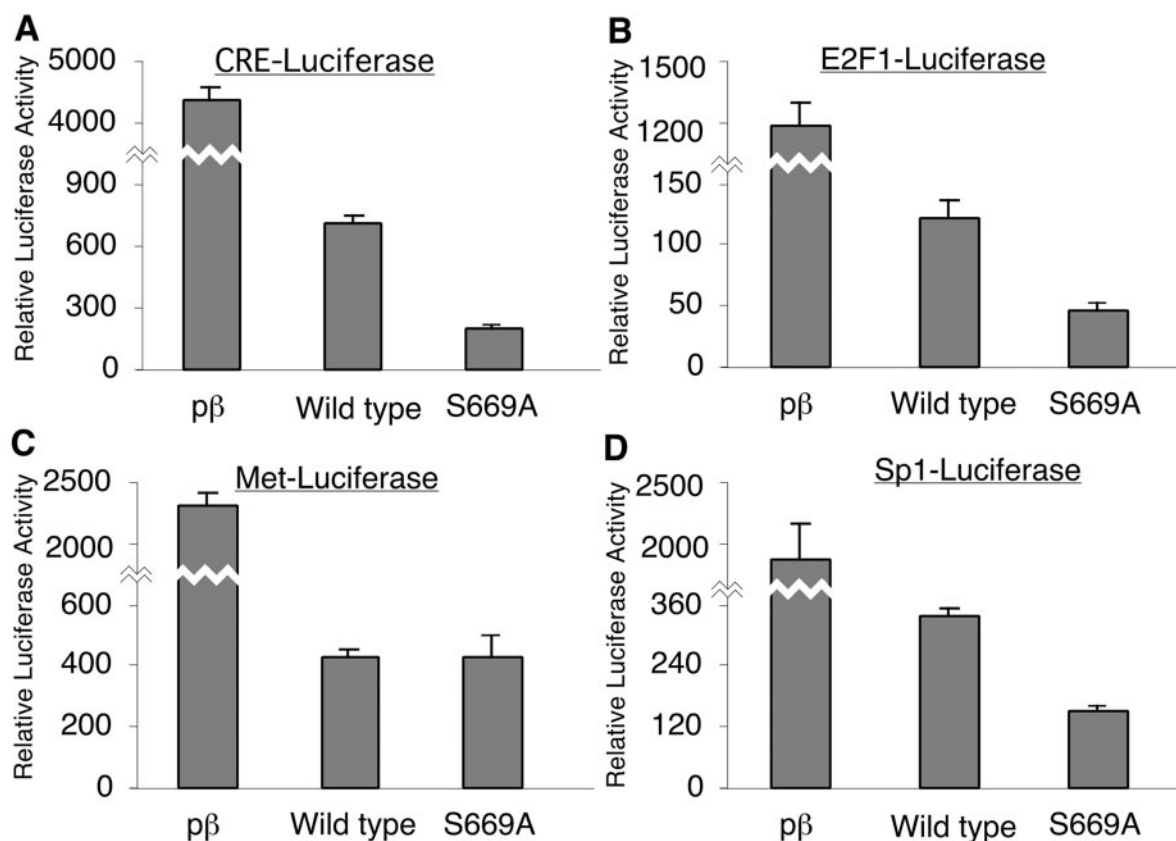 A
CRE-Luciferase
Relative Luciferase Activity
5000
4000
900
600
300
0
pβ
Wild type
S669A
B
E2F1-Luciferase
Relative Luciferase Activity
1500
1200
150
100
50
0
pβ
Wild type
S669A
C
Met-Luciferase
Relative Luciferase Activity
2500
2000
600
400
200
0
pβ
Wild type
S669A
D
Sp1-Luciferase
Relative Luciferase Activity
2500
2000
360
240
120
0
pβ
Wild type
S669A